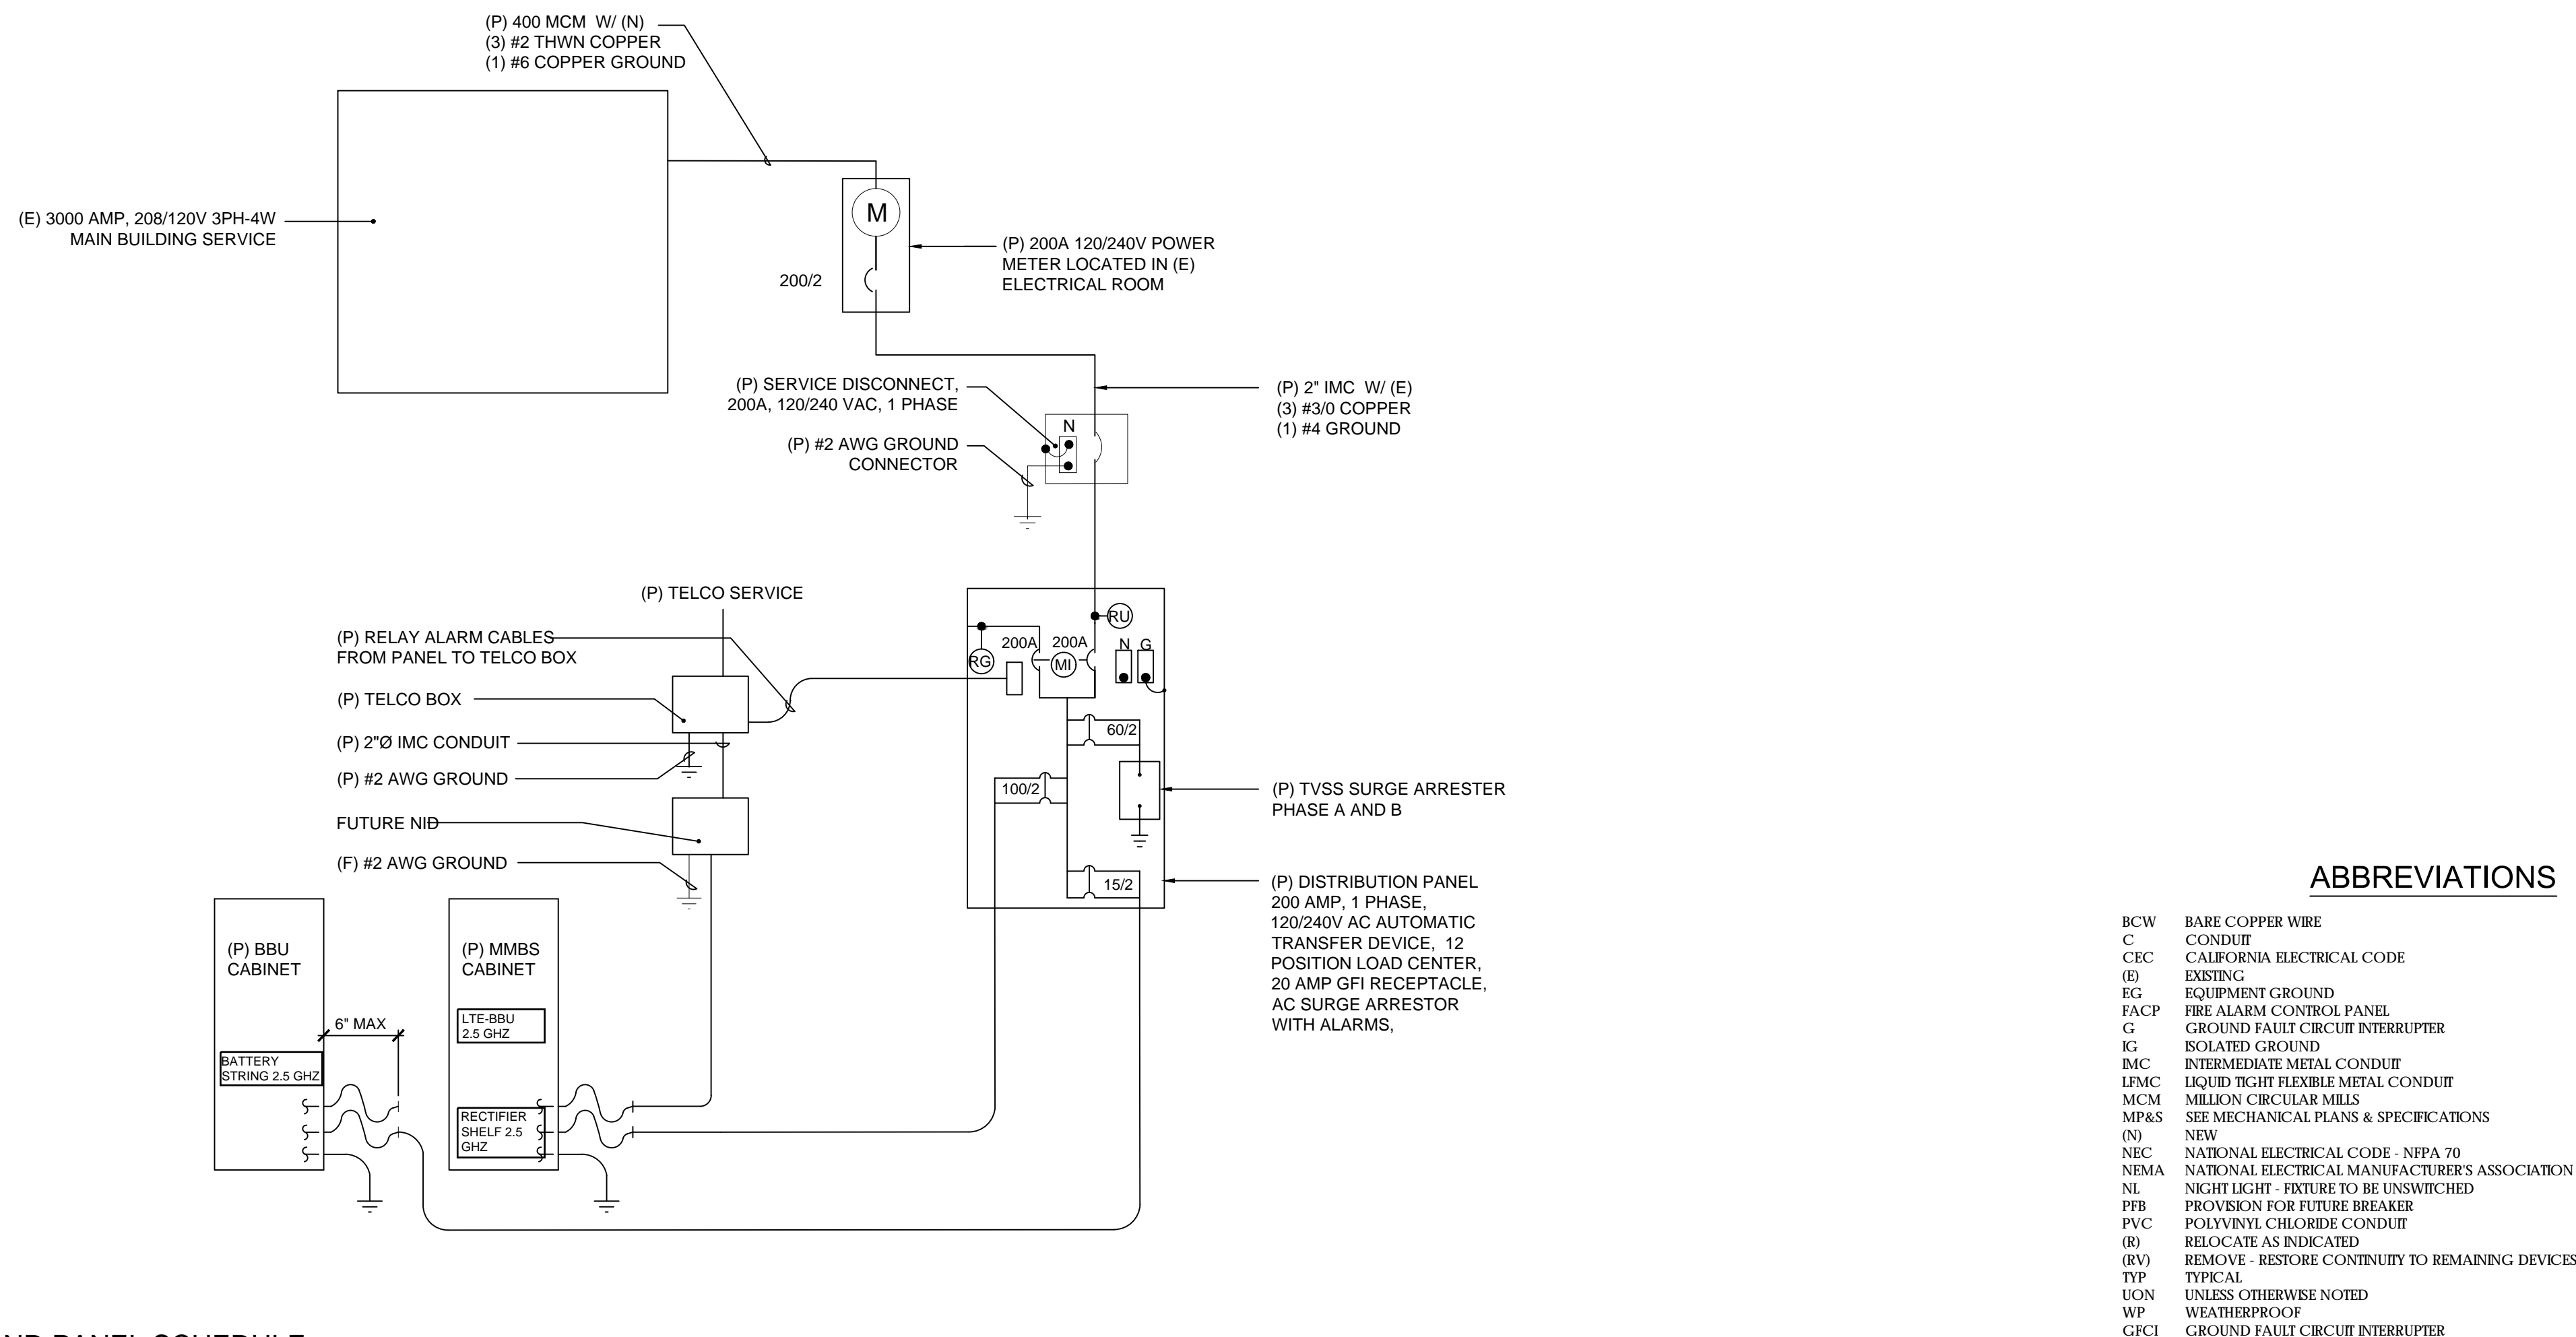 (P) 400 MCM W/ (N)
(3) #2 THWN COPPER
(1) #6 COPPER GROUND
(E) 3000 AMP, 208/120V 3PH-4W
MAIN BUILDING SERVICE
M
200/2
(P) 200A 120/240V POWER
METER LOCATED IN (E)
ELECTRICAL ROOM
(P) SERVICE DISCONNECT,
200A, 120/240 VAC, 1 PHASE
(P) #2 AWG GROUND
CONNECTOR
N
(P) 2" IMC W/ (E)
(3) #3/0 COPPER
(1) #4 GROUND
(P) TELCO SERVICE
(P) RELAY ALARM CABLES
FROM PANEL TO TELCO BOX
(P) TELCO BOX
(P) 2"Ø IMC CONDUIT
(P) #2 AWG GROUND
FUTURE NID
(F) #2 AWG GROUND
RU
RG
200A
200A
MI
N G
60/2
100/2
15/2
(P) TVSS SURGE ARRESTER
PHASE A AND B
(P) DISTRIBUTION PANEL
200 AMP, 1 PHASE,
120/240V AC AUTOMATIC
TRANSFER DEVICE, 12
POSITION LOAD CENTER,
20 AMP GFI RECEPTACLE,
AC SURGE ARRESTOR
WITH ALARMS,
(P) BBU
CABINET
6" MAX
BATTERY
STRING 2.5 GHZ
(P) MMBS
CABINET
LTE-BBU
2.5 GHZ
RECTIFIER
SHELF 2.5
GHZ
ABBREVIATIONS
BCW BARE COPPER WIRE
C CONDUIT
CEC CALIFORNIA ELECTRICAL CODE
(E) EXISTING
EG EQUIPMENT GROUND
FACP FIRE ALARM CONTROL PANEL
G GROUND FAULT CIRCUIT INTERRUPTER
IG ISOLATED GROUND
IMC INTERMEDIATE METAL CONDUIT
LFMC LIQUID TIGHT FLEXIBLE METAL CONDUIT
MCM MILLION CIRCULAR MILLS
MP&S SEE MECHANICAL PLANS & SPECIFICATIONS
(N) NEW
NEC NATIONAL ELECTRICAL CODE - NFPA 70
NEMA NATIONAL ELECTRICAL MANUFACTURER'S ASSOCIATION
NL NIGHT LIGHT - FIXTURE TO BE UNSWITCHED
PFB PROVISION FOR FUTURE BREAKER
PVC POLYVINYL CHLORIDE CONDUIT
(R) RELOCATE AS INDICATED
(RV) REMOVE - RESTORE CONTINUITY TO REMAINING DEVICES
TYP TYPICAL
UON UNLESS OTHERWISE NOTED
WP WEATHERPROOF
GFCI GROUND FAULT CIRCUIT INTERRUPTER